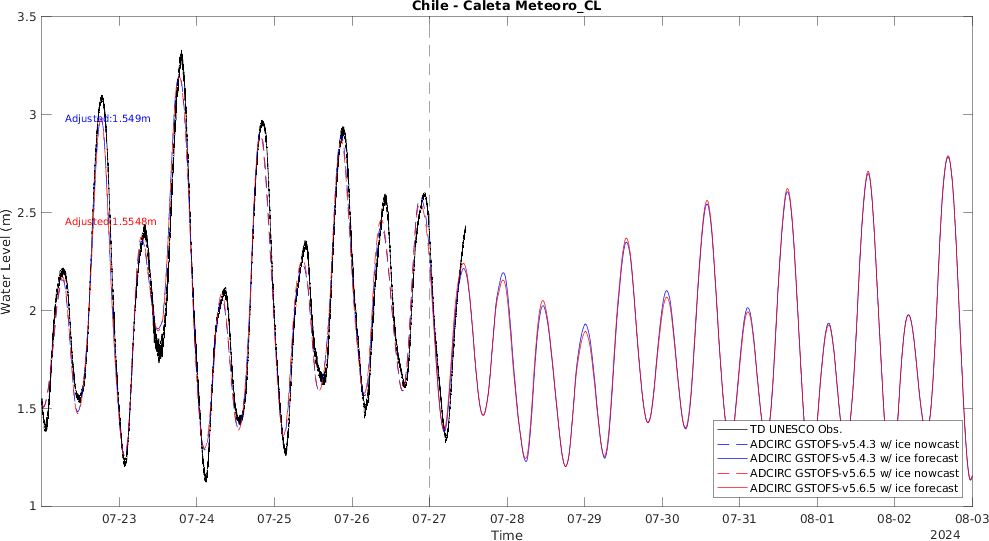 Chile - Caleta Meteoro_CL
3.5
3
2.5
2
1.5
1
Water Level (m)
Adjusted:1.549m
Adjusted:1.5548m
TD UNESCO Obs.
ADCIRC GSTOFS-v5.4.3 w/ ice nowcast
ADCIRC GSTOFS-v5.4.3 w/ ice forecast
ADCIRC GSTOFS-v5.6.5 w/ ice nowcast
ADCIRC GSTOFS-v5.6.5 w/ ice forecast
07-23 07-24 07-25 07-26 07-27 07-28 07-29 07-30 07-31 08-01 08-02 08-03
Time
2024